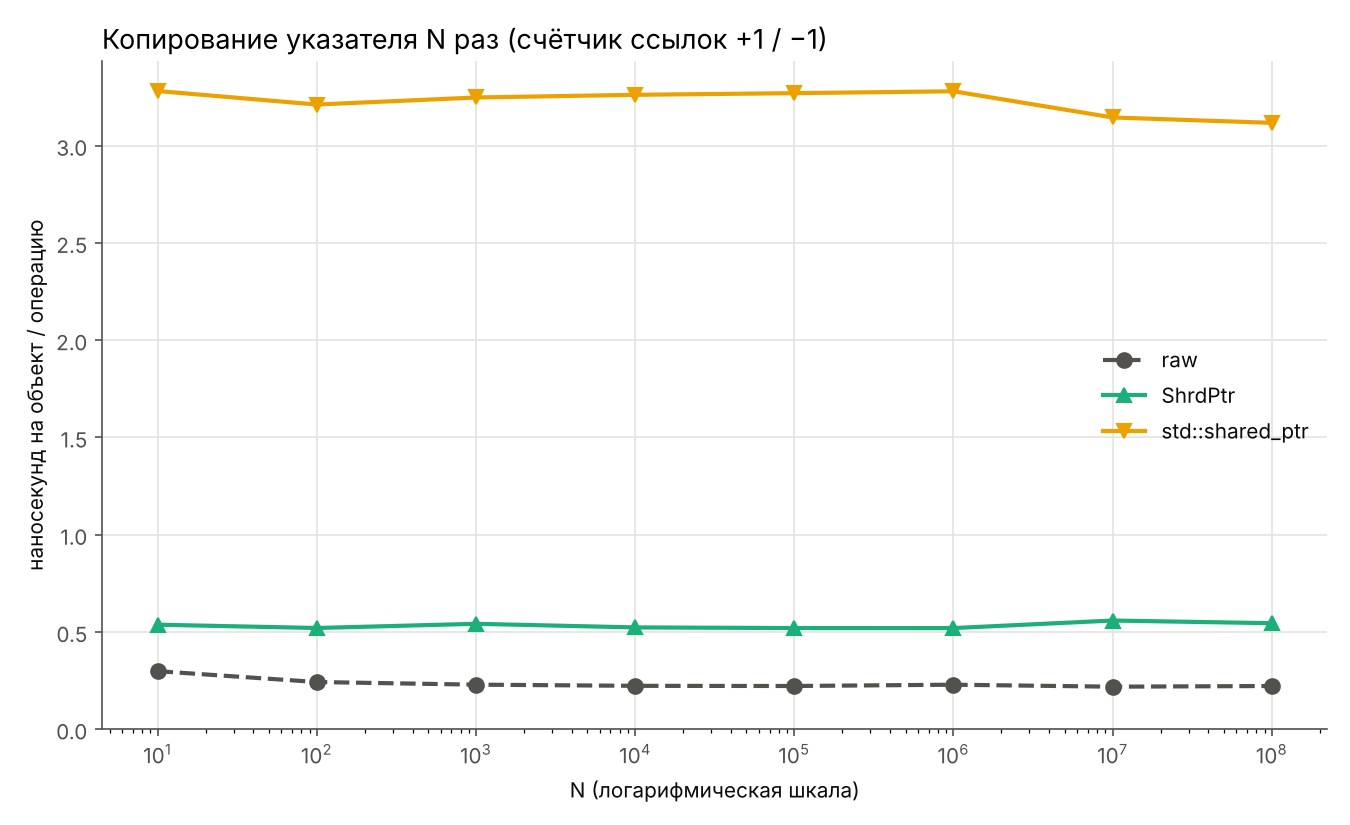 Копирование указателя N раз (счётчик ссылок +1 / −1)
наносекунд на объект / операцию
3.0
2.5
2.0
1.5
1.0
0.5
0.0
raw
ShrdPtr
std::shared_ptr
10¹ 10² 10³ 10⁴ 10⁵ 10⁶ 10⁷ 10⁸
N (логарифмическая шкала)